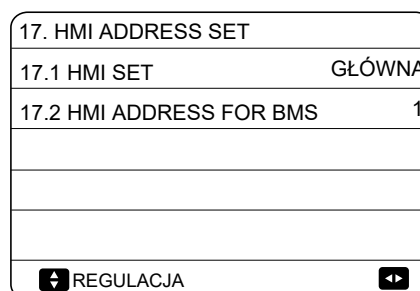 17. HMI ADDRESS SET
17.1 HMI SET GŁÓWNA
17.2 HMI ADDRESS FOR BMS 1
REGULACJA